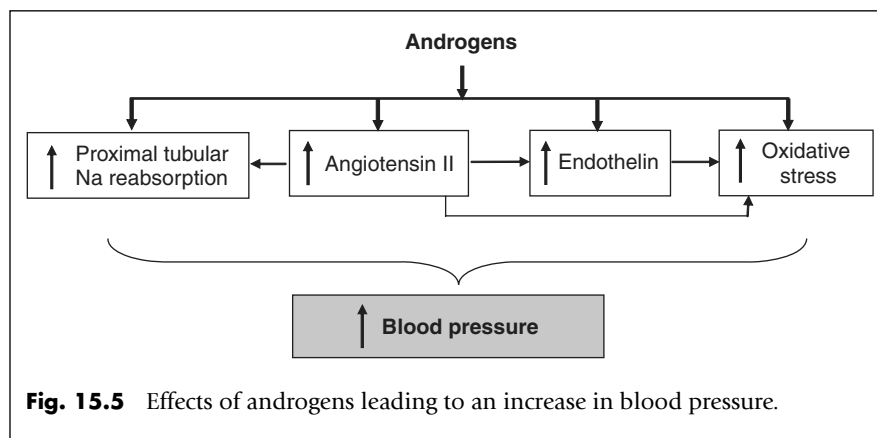 Androgens
Proximal tubular
Na reabsorption
Angiotensin II
Endothelin
Oxidative
stress
Blood pressure
Fig. 15.5 Effects of androgens leading to an increase in blood pressure.